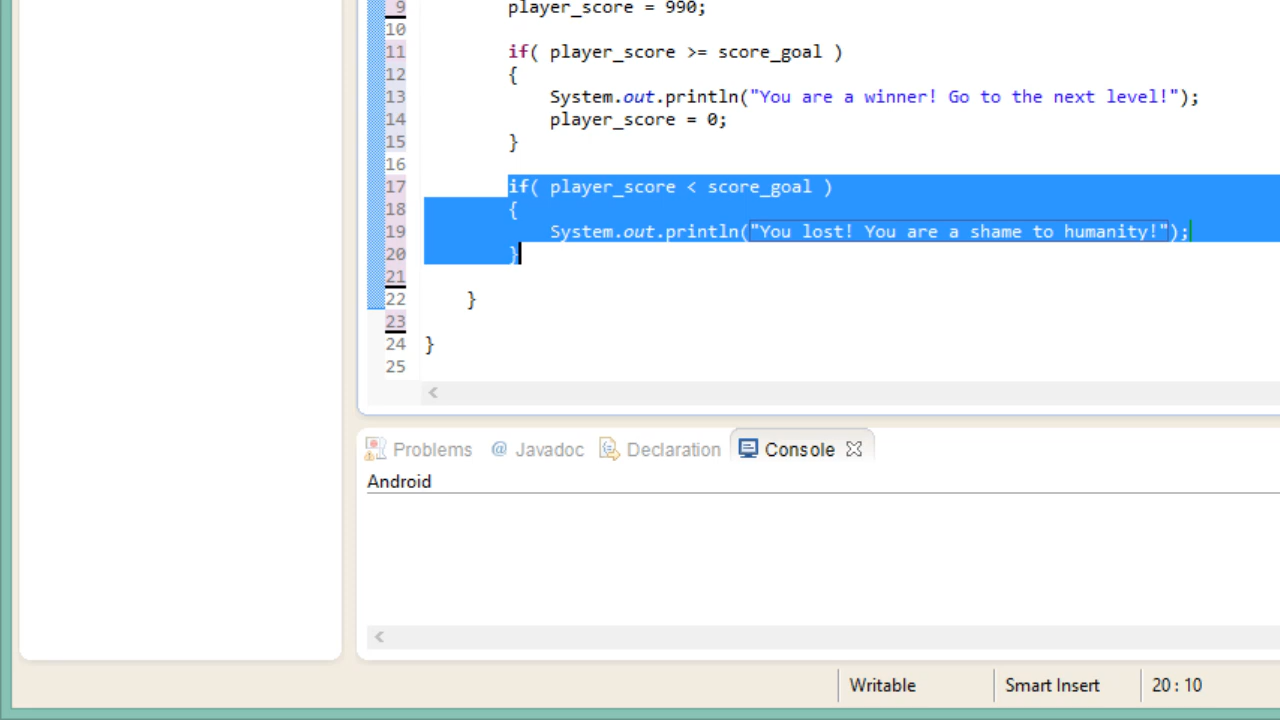 9 player_score = 990;
10
11 if( player_score >= score_goal )
12 {
13 System.out.println("You are a winner! Go to the next level!");
14 player_score = 0;
15 }
16
17 if( player_score < score_goal )
18 {
19 System.out.println("You lost! You are a shame to humanity!");
20 }
21
22 }
23
24 }
25
Problems @ Javadoc Declaration Console
Android
Writable Smart Insert 20 : 10